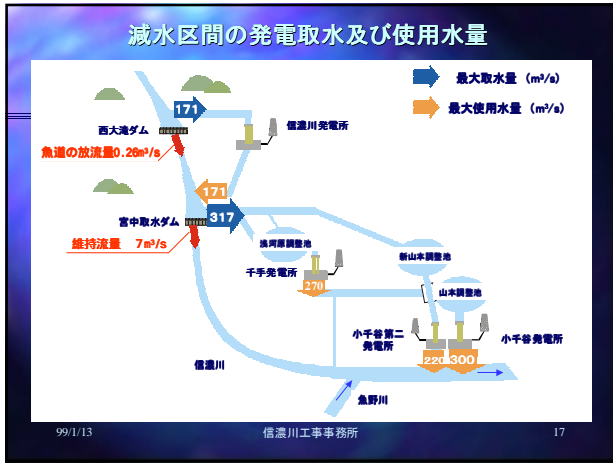 減水区間の発電取水及び使用水量
最大取水量 (m³/s)
最大使用水量 (m³/s)
171
西大滝ダム
信濃川発電所
魚道の放流量0.26m³/s
171
宮中取水ダム
317
維持流量 7m³/s
浅河原調整池
新山本調整池
千手発電所
270
山本調整池
小千谷第二
発電所
小千谷発電所
220
300
信濃川
魚野川
99/1/13
信濃川工事事務所
17